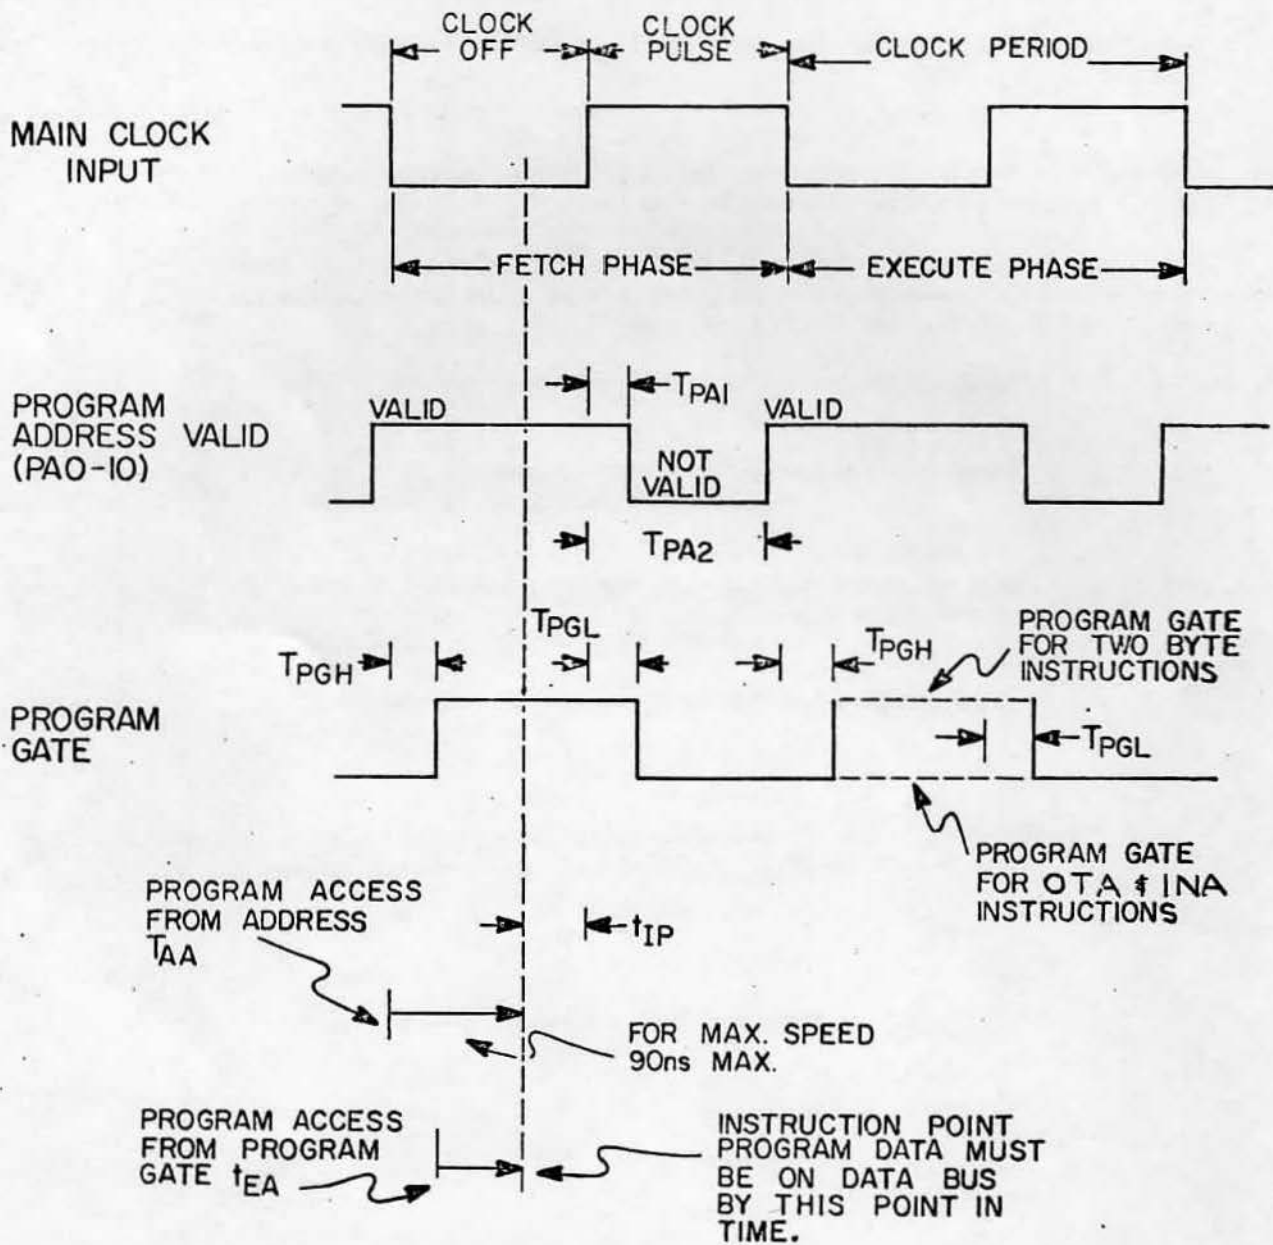 CLOCK
OFF
CLOCK
PULSE
CLOCK PERIOD
MAIN CLOCK
INPUT
FETCH PHASE
EXECUTE PHASE
PROGRAM
ADDRESS VALID
(PAO-10)
VALID
TPA1
VALID
NOT
VALID
TPA2
TPGH
TPGL
TPGH
PROGRAM GATE
FOR TWO BYTE
INSTRUCTIONS
PROGRAM
GATE
TPGL
PROGRAM GATE
FOR OTA & INA
INSTRUCTIONS
PROGRAM ACCESS
FROM ADDRESS
TAA
tIP
FOR MAX. SPEED
90ns MAX.
PROGRAM ACCESS
FROM PROGRAM
GATE tEA
INSTRUCTION POINT
PROGRAM DATA MUST
BE ON DATA BUS
BY THIS POINT IN
TIME.